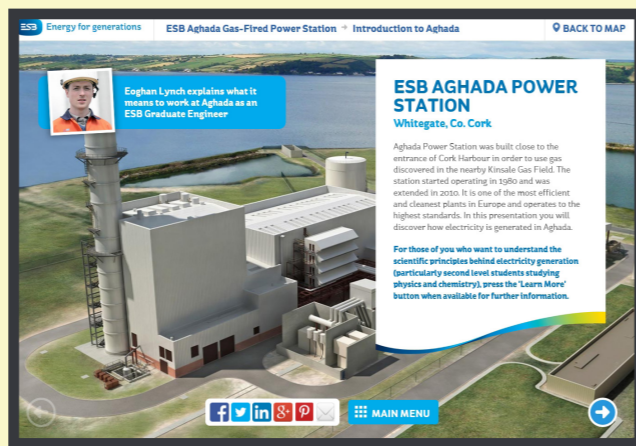 ESB Energy for generations
ESB Aghada Gas-Fired Power Station → Introduction to Aghada
BACK TO MAP
Eoghan Lynch explains what it
means to work at Aghada as an
ESB Graduate Engineer
ESB AGHADA POWER
STATION
Whitegate, Co. Cork
Aghada Power Station was built close to the
entrance of Cork Harbour in order to use gas
discovered in the nearby Kinsale Gas Field. The
station started operating in 1980 and was
extended in 2010. It is one of the most efficient
and cleanest plants in Europe and operates to the
highest standards. In this presentation you will
discover how electricity is generated in Aghada.
For those of you who want to understand the
scientific principles behind electricity generation
(particularly second level students studying
physics and chemistry), press the 'Learn More'
button when available for further information.
MAIN MENU